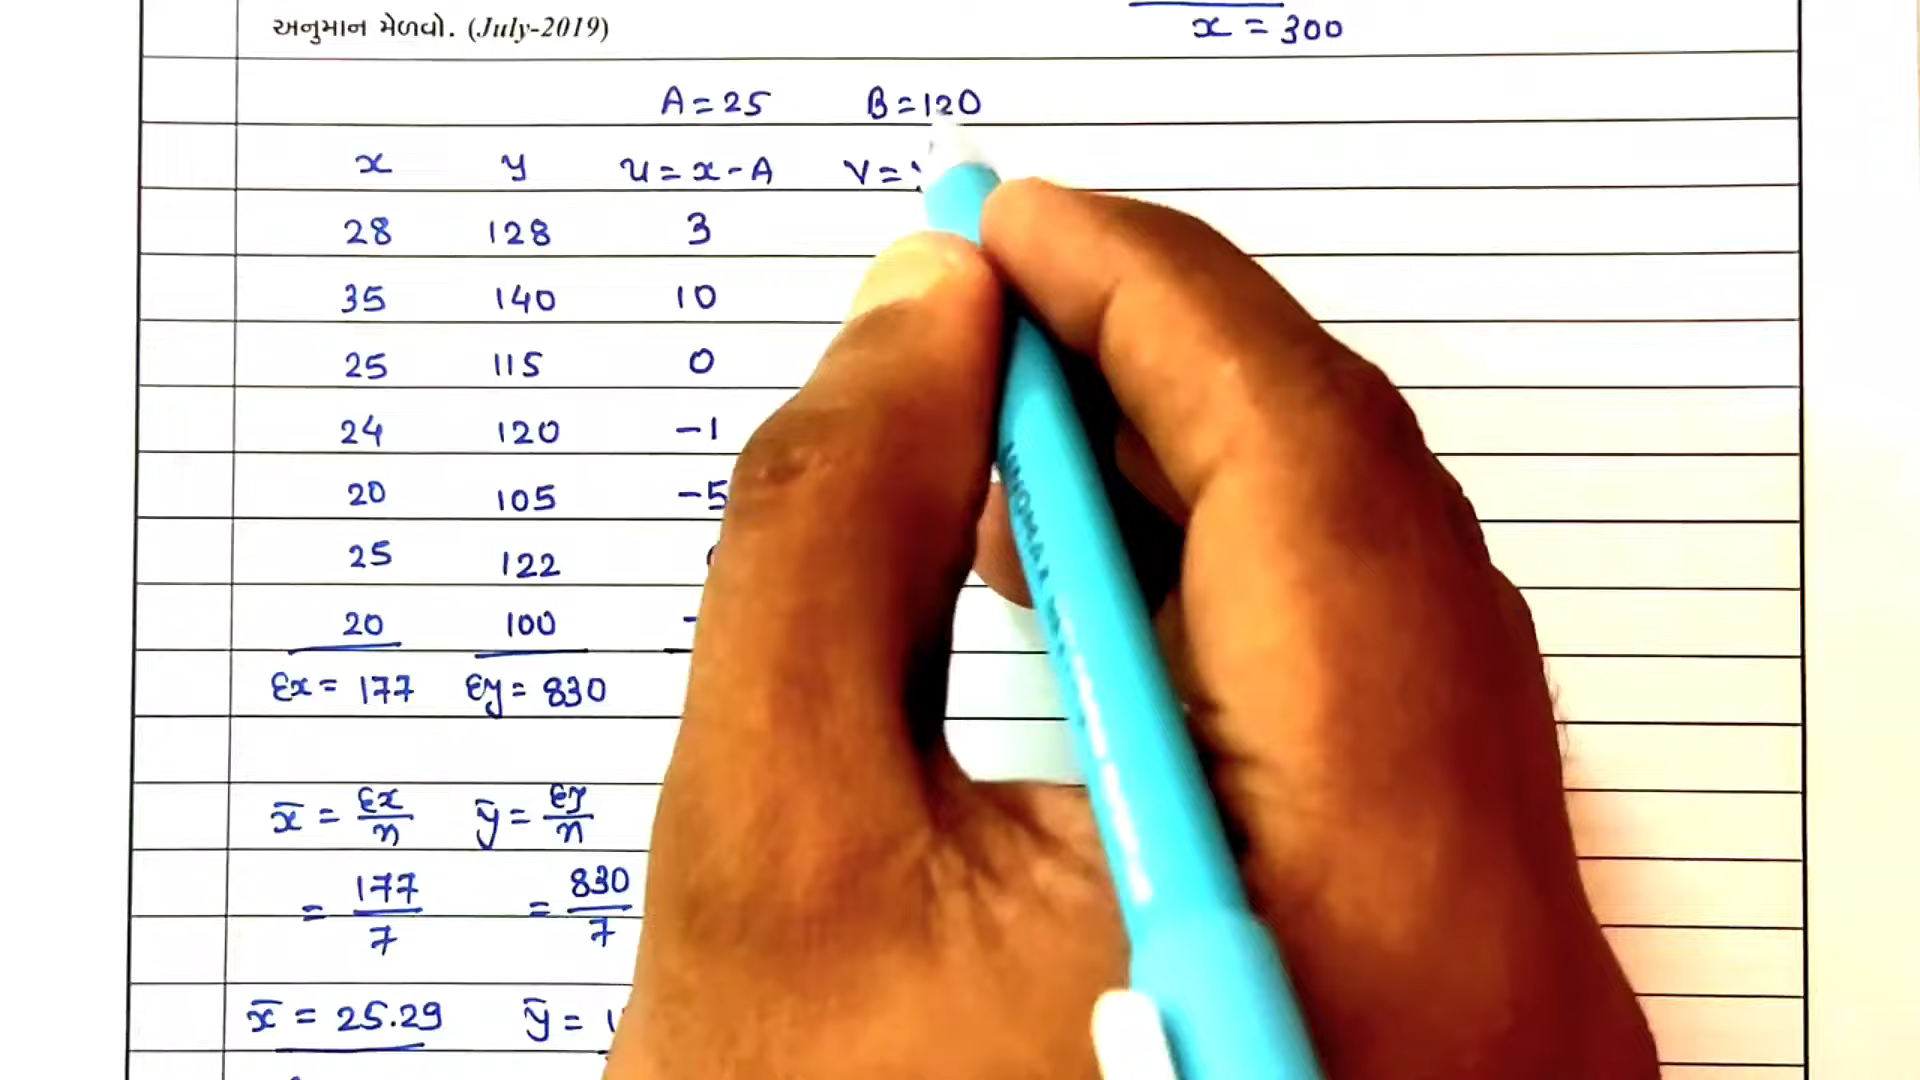 અનુમાન મેળવો. (July-2019)
x = 300
A = 25 B = 120
x y u = x - A v =
28 128 3
35 140 10
25 115 0
24 120 -1
20 105 -5
25 122
20 100
Σx = 177 Σy = 830
x̄ = Σx/n ȳ = Σy/n
= 177/7 = 830/7
x̄ = 25.29 ȳ =